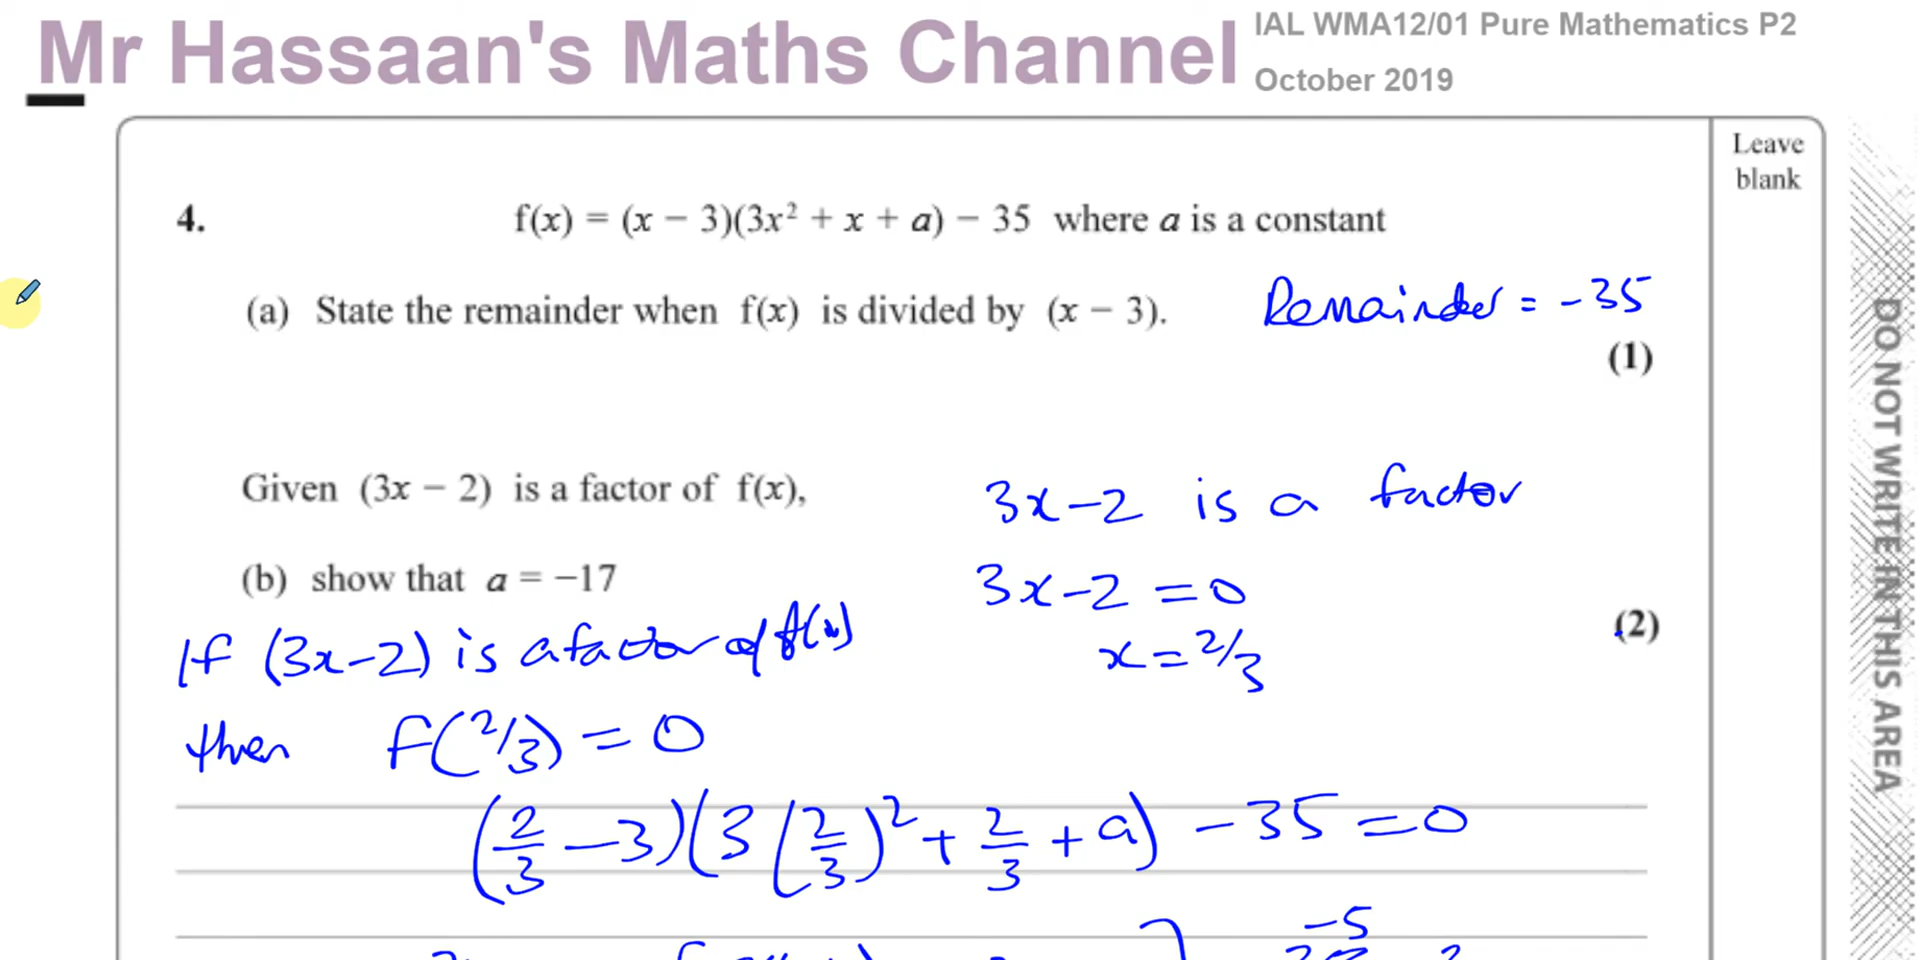 Mr Hassaan's Maths Channel
IAL WMA12/01 Pure Mathematics P2
October 2019
Leave
blank
4. f(x) = (x − 3)(3x² + x + a) − 35 where a is a constant
(a) State the remainder when f(x) is divided by (x − 3).
Remainder = -35
(1)
Given (3x − 2) is a factor of f(x),
3x-2 is a factor
(b) show that a = −17
3x-2 = 0
(2)
x = 2/3
If (3x-2) is a factor of f(x)
then f(2/3) = 0
(2/3 - 3)(3(2/3)² + 2/3 + a) - 35 = 0
-5
DO NOT WRITE IN THIS AREA